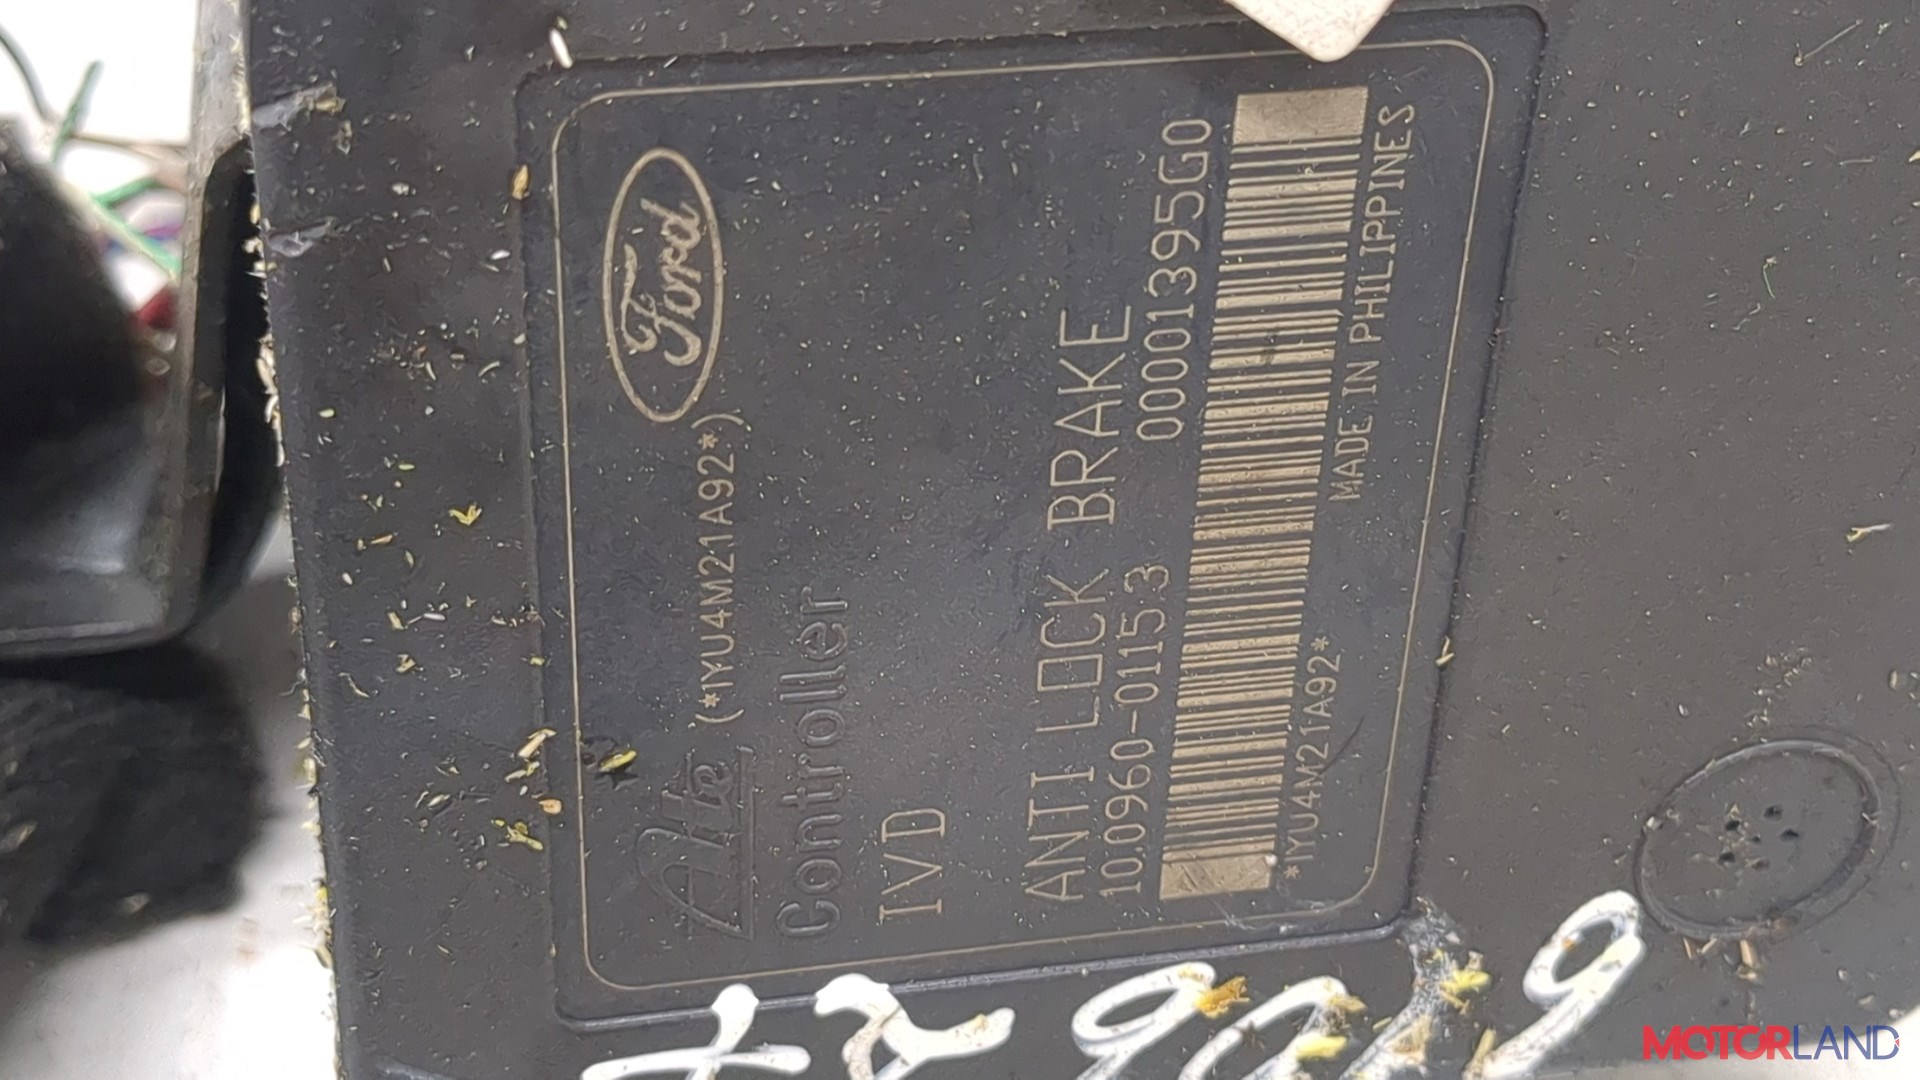 Ford
Ate (*1YU4M21A92*)
Controller
IVD
ANTI LOCK BRAKE
10.0960-0115.3 00001395G0
*1YU4M21A92* MADE IN PHILIPPINES
MOTORLAND